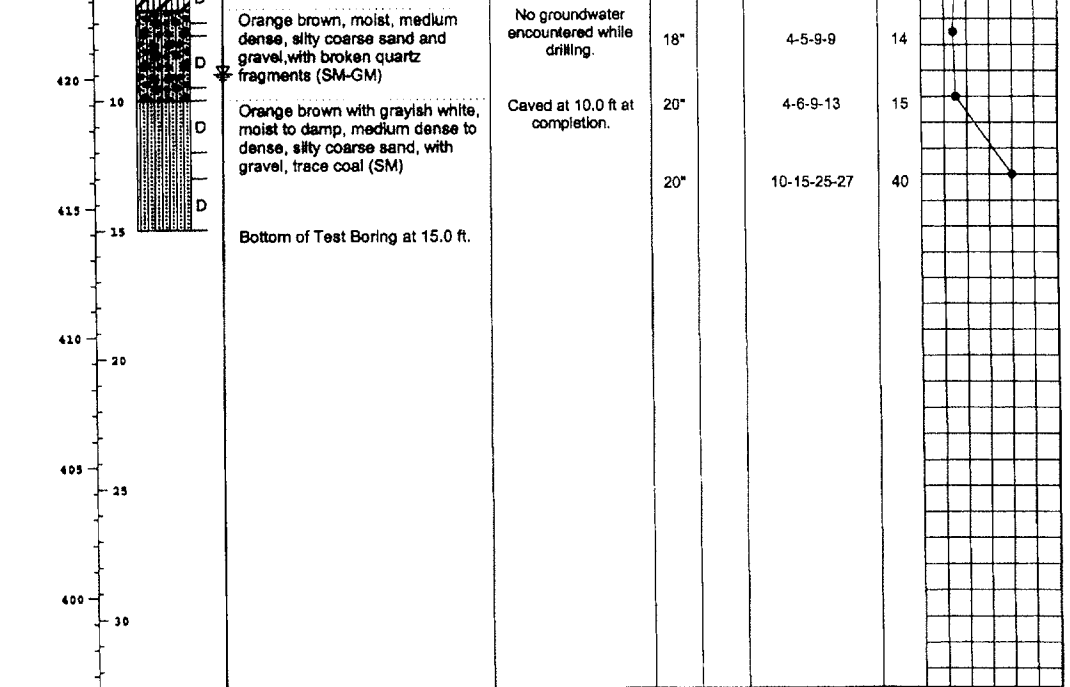 D
Orange brown, moist, medium
dense, silty coarse sand and
gravel,with broken quartz
fragments (SM-GM)
No groundwater
encountered while
drilling.
18"
4-5-9-9
14
D
420
10
Orange brown with grayish white,
moist to damp, medium dense to
dense, silty coarse sand, with
gravel, trace coal (SM)
Caved at 10.0 ft at
completion.
20"
4-6-9-13
15
D
20"
10-15-25-27
40
D
415
15
Bottom of Test Boring at 15.0 ft.
410
20
405
25
400
30